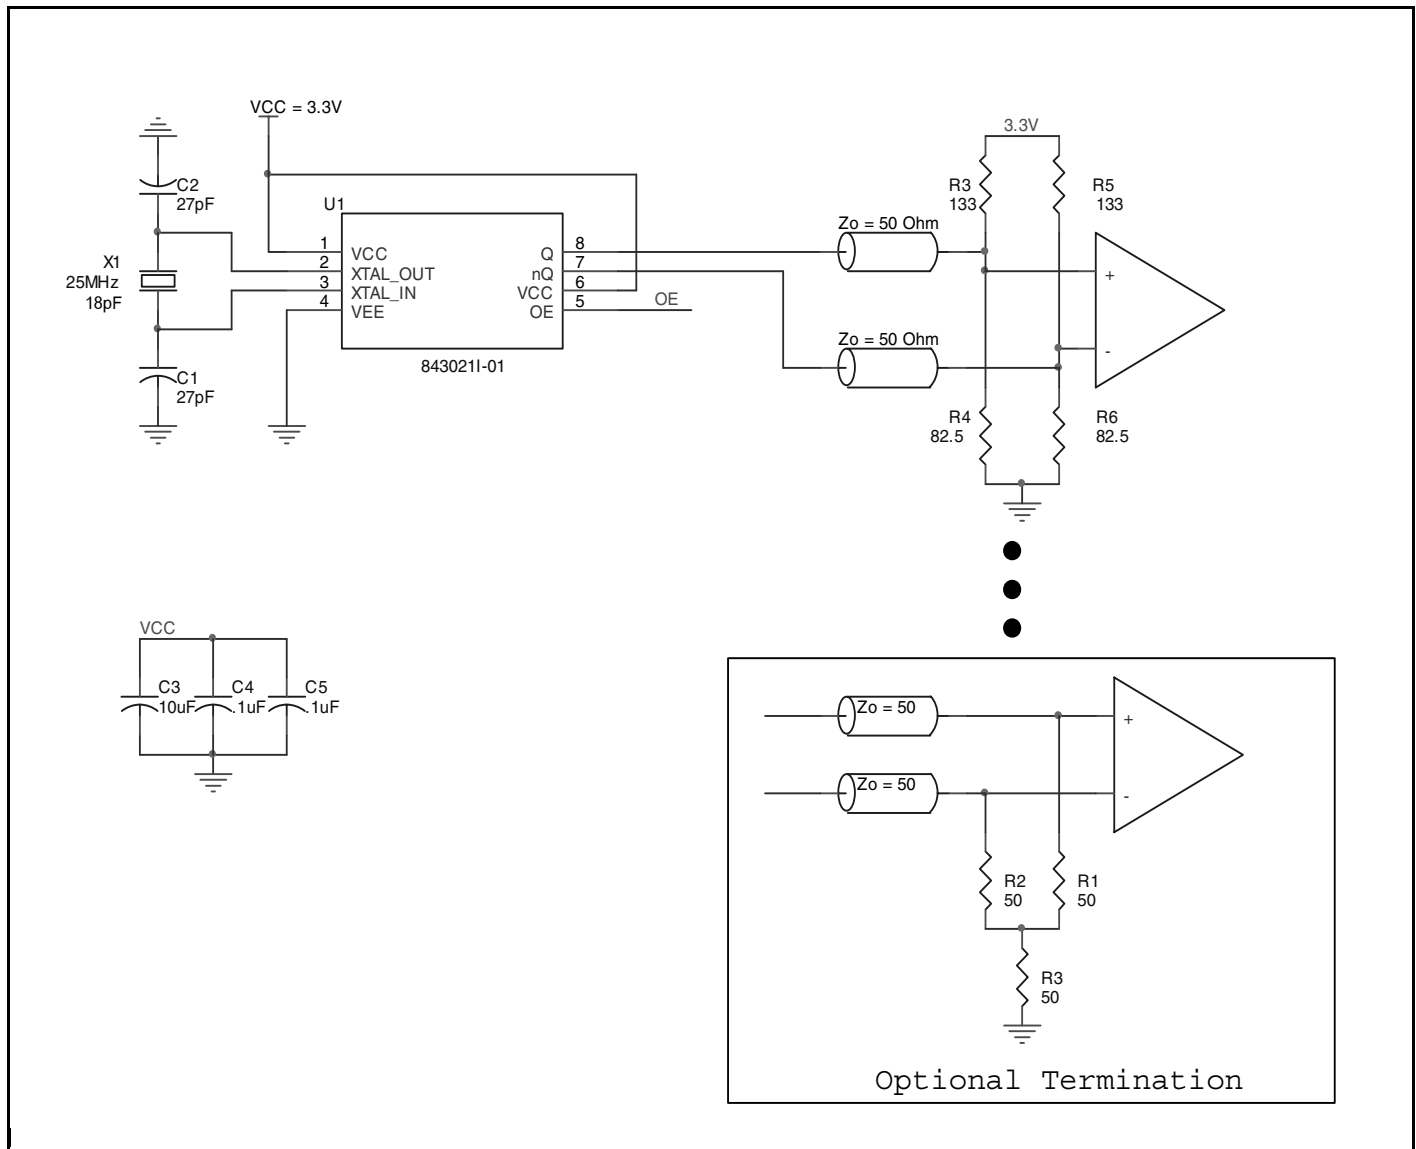 VCC = 3.3V
3.3V
C2
27pF
X1
25MHz
18pF
C1
27pF
U1
1
2
3
4
VCC
XTAL_OUT
XTAL_IN
VEE
Q
nQ
VCC
OE
8
7
6
5
OE
843021I-01
Zo = 50 Ohm
Zo = 50 Ohm
R3
133
R5
133
+
-
R4
82.5
R6
82.5
VCC
C3
10uF
C4
.1uF
C5
.1uF
Zo = 50
Zo = 50
+
-
R2
50
R1
50
R3
50
Optional Termination